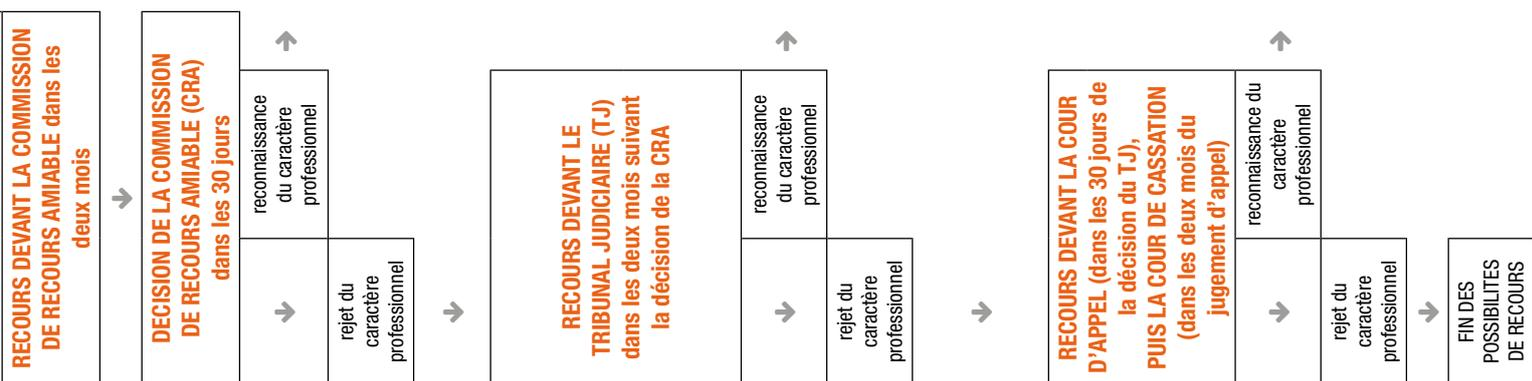 RECOURS DEVANT LA COMMISSION
DE RECOURS AMIABLE dans les
deux mois
DECISION DE LA COMMISSION
DE RECOURS AMIABLE (CRA)
dans les 30 jours
reconnaissance
du caractère
professionnel
rejet du
caractère
professionnel
RECOURS DEVANT LE
TRIBUNAL JUDICIAIRE (TJ)
dans les deux mois suivant
la décision de la CRA
reconnaissance
du caractère
professionnel
rejet du
caractère
professionnel
RECOURS DEVANT LA COUR
D’APPEL (dans les 30 jours de
la décision du TJ),
PUIS LA COUR DE CASSATION
(dans les deux mois du
jugement d’appel)
reconnaissance du
caractère
professionnel
rejet du
caractère
professionnel
FIN DES
POSSIBILITES
DE RECOURS